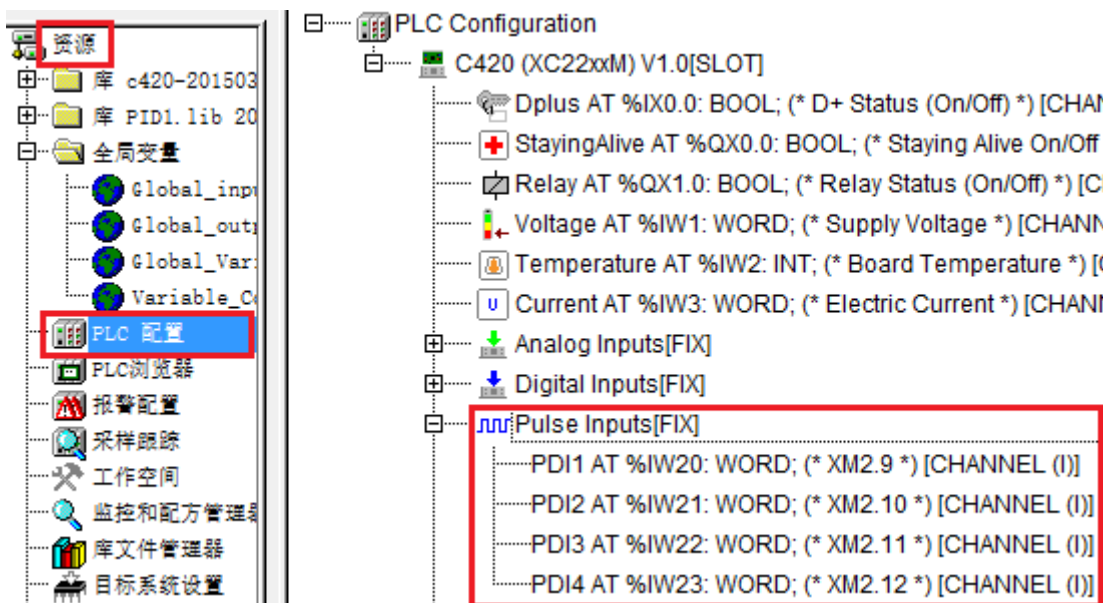 资源
库 c420-201503
库 PID1.lib 20
全局变量
Global_inp
Global_out
Global_Var
Variable_Co
PLC 配置
PLC浏览器
报警配置
采样跟踪
工作空间
监控和配方管理器
库文件管理器
目标系统设置
PLC Configuration
C420 (XC22xxM) V1.0[SLOT]
Dplus AT %IX0.0: BOOL; (* D+ Status (On/Off) *) [CHAN
StayingAlive AT %QX0.0: BOOL; (* Staying Alive On/Off
Relay AT %QX1.0: BOOL; (* Relay Status (On/Off) *) [C
Voltage AT %IW1: WORD; (* Supply Voltage *) [CHANN
Temperature AT %IW2: INT; (* Board Temperature *) [
U Current AT %IW3: WORD; (* Electric Current *) [CHAN
Analog Inputs[FIX]
Digital Inputs[FIX]
Pulse Inputs[FIX]
PDI1 AT %IW20: WORD; (* XM2.9 *) [CHANNEL (I)]
PDI2 AT %IW21: WORD; (* XM2.10 *) [CHANNEL (I)]
PDI3 AT %IW22: WORD; (* XM2.11 *) [CHANNEL (I)]
PDI4 AT %IW23: WORD; (* XM2.12 *) [CHANNEL (I)]